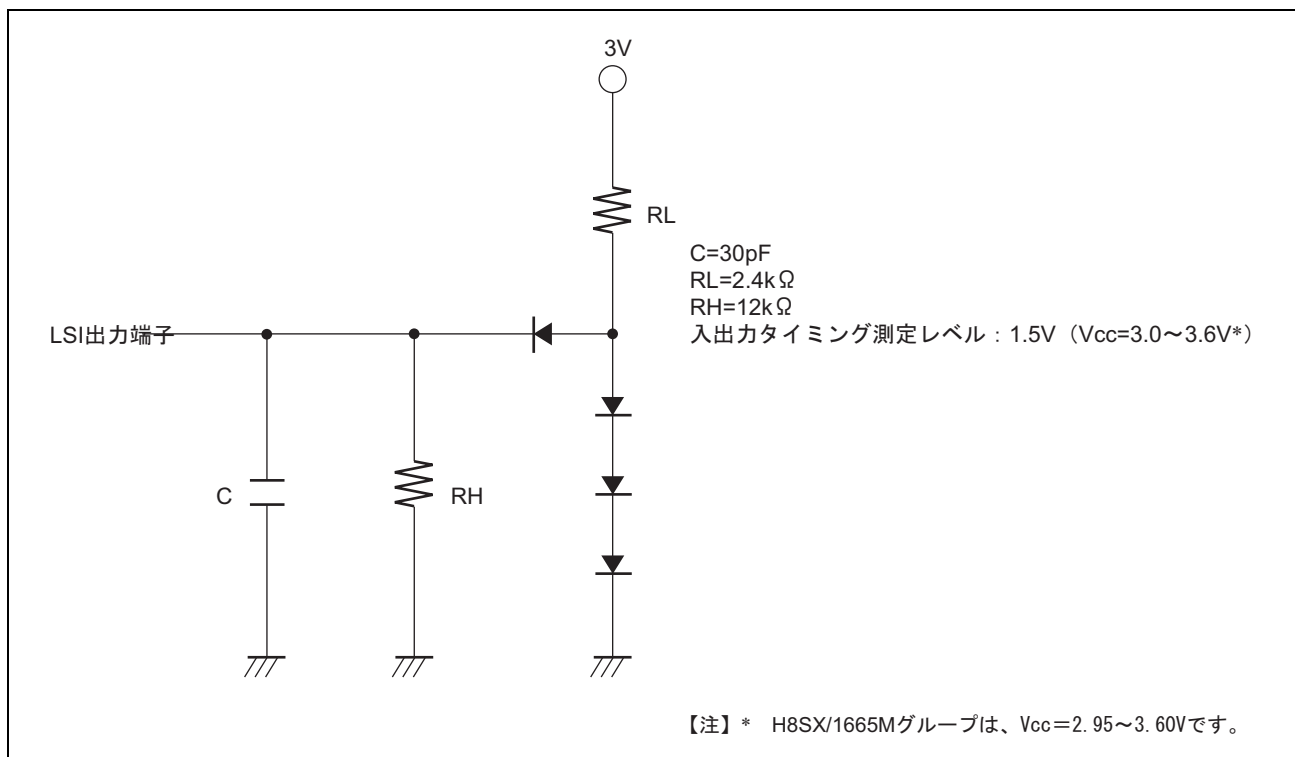 3V
RL
C=30pF
RL=2.4kΩ
RH=12kΩ
入出力タイミング測定レベル：1.5V（Vcc=3.0～3.6V*）
LSI出力端子
C
RH
【注】* H8SX/1665Mグループは、Vcc＝2.95～3.60Vです。